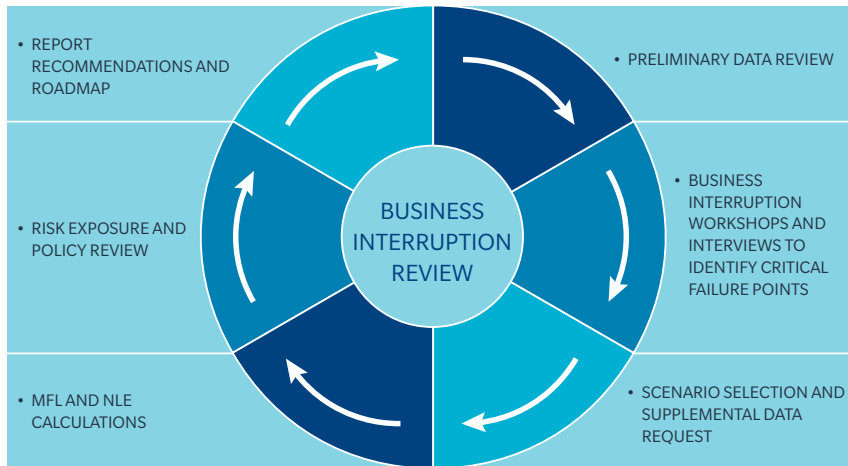 • REPORT
RECOMMENDATIONS AND
ROADMAP
• PRELIMINARY DATA REVIEW
• RISK EXPOSURE AND
POLICY REVIEW
BUSINESS
INTERRUPTION
REVIEW
• BUSINESS
INTERRUPTION
WORKSHOPS AND
INTERVIEWS TO
IDENTIFY CRITICAL
FAILURE POINTS
• MFL AND NLE
CALCULATIONS
• SCENARIO SELECTION AND
SUPPLEMENTAL DATA
REQUEST